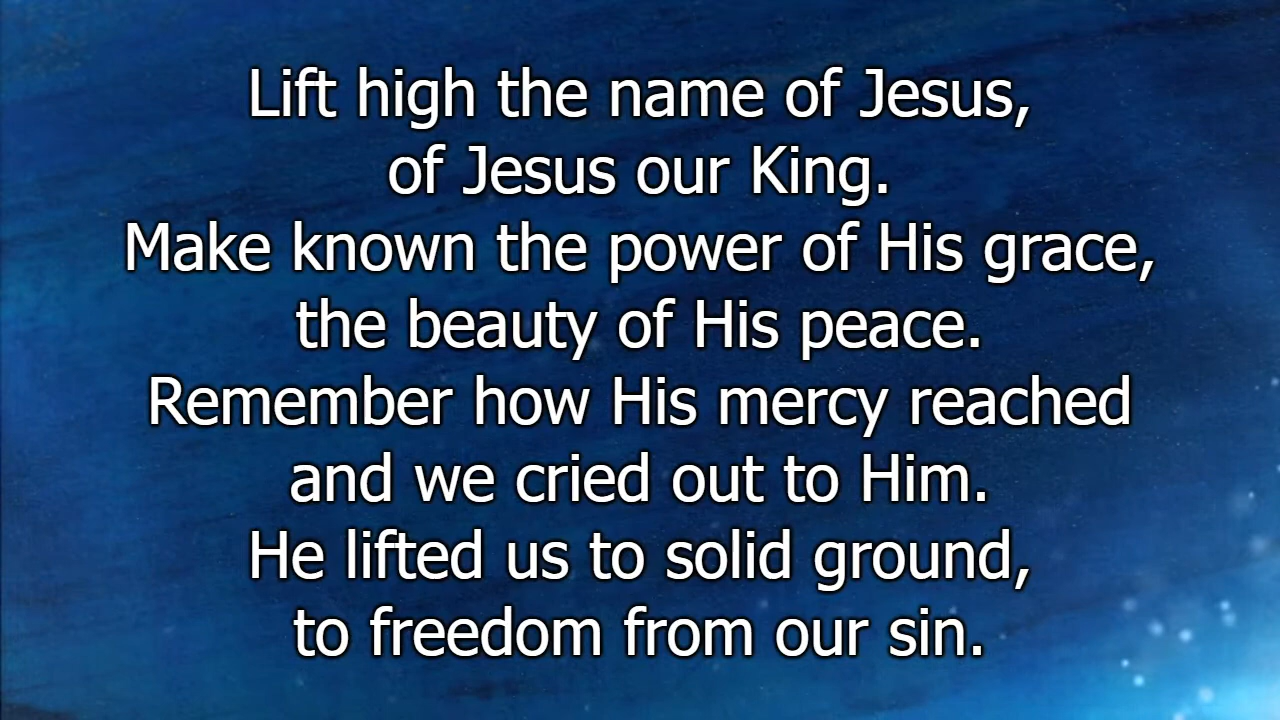 Lift high the name of Jesus,
of Jesus our King.
Make known the power of His grace,
the beauty of His peace.
Remember how His mercy reached
and we cried out to Him.
He lifted us to solid ground,
to freedom from our sin.